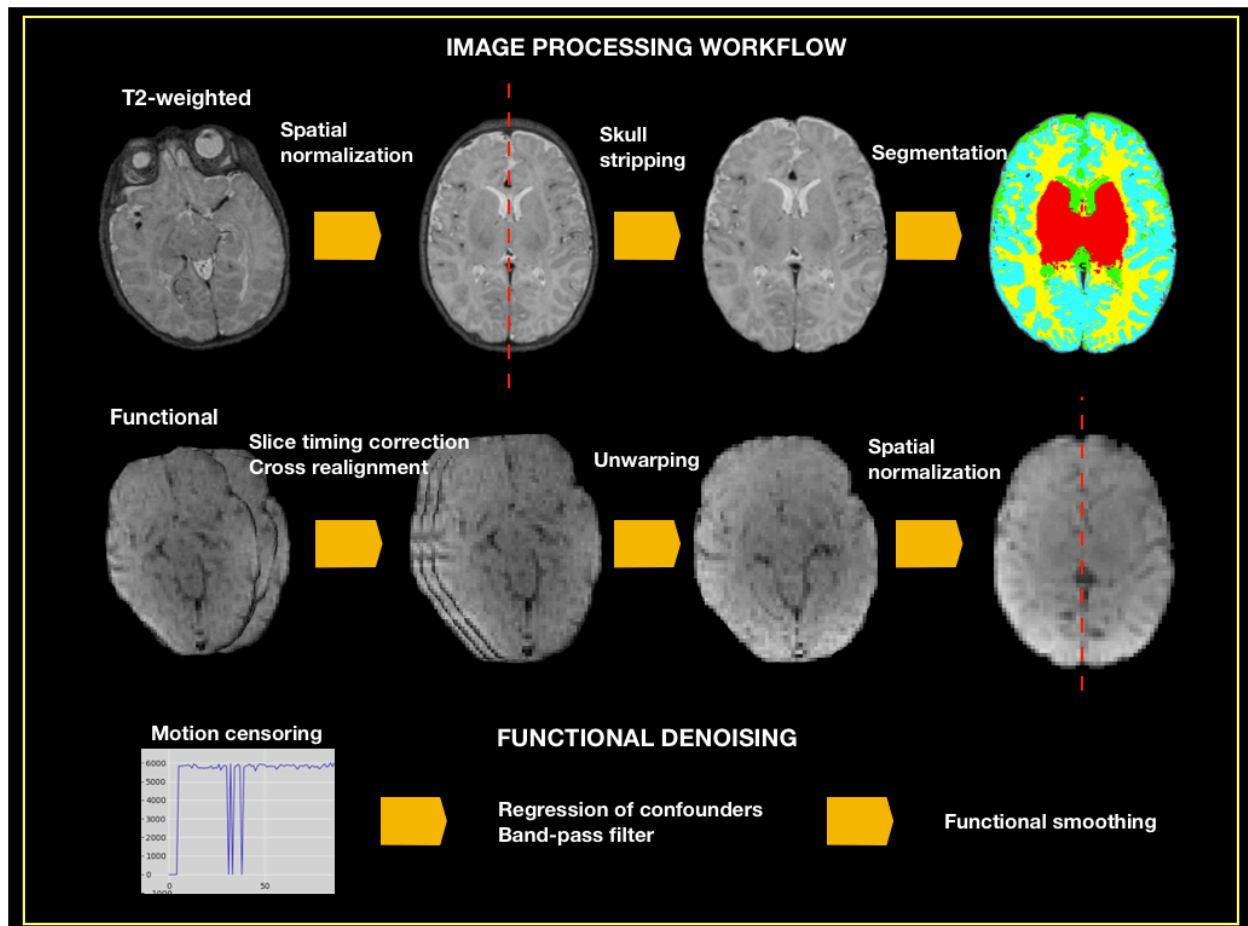 IMAGE PROCESSING WORKFLOW
T2-weighted
Spatial
normalization
Skull
stripping
Segmentation
Functional
Slice timing correction
Cross realignment
Unwarping
Spatial
normalization
Motion censoring
FUNCTIONAL DENOISING
6000
5000
4000
3000
2000
1000
0
0
50
Regression of confounders
Band-pass filter
Functional smoothing